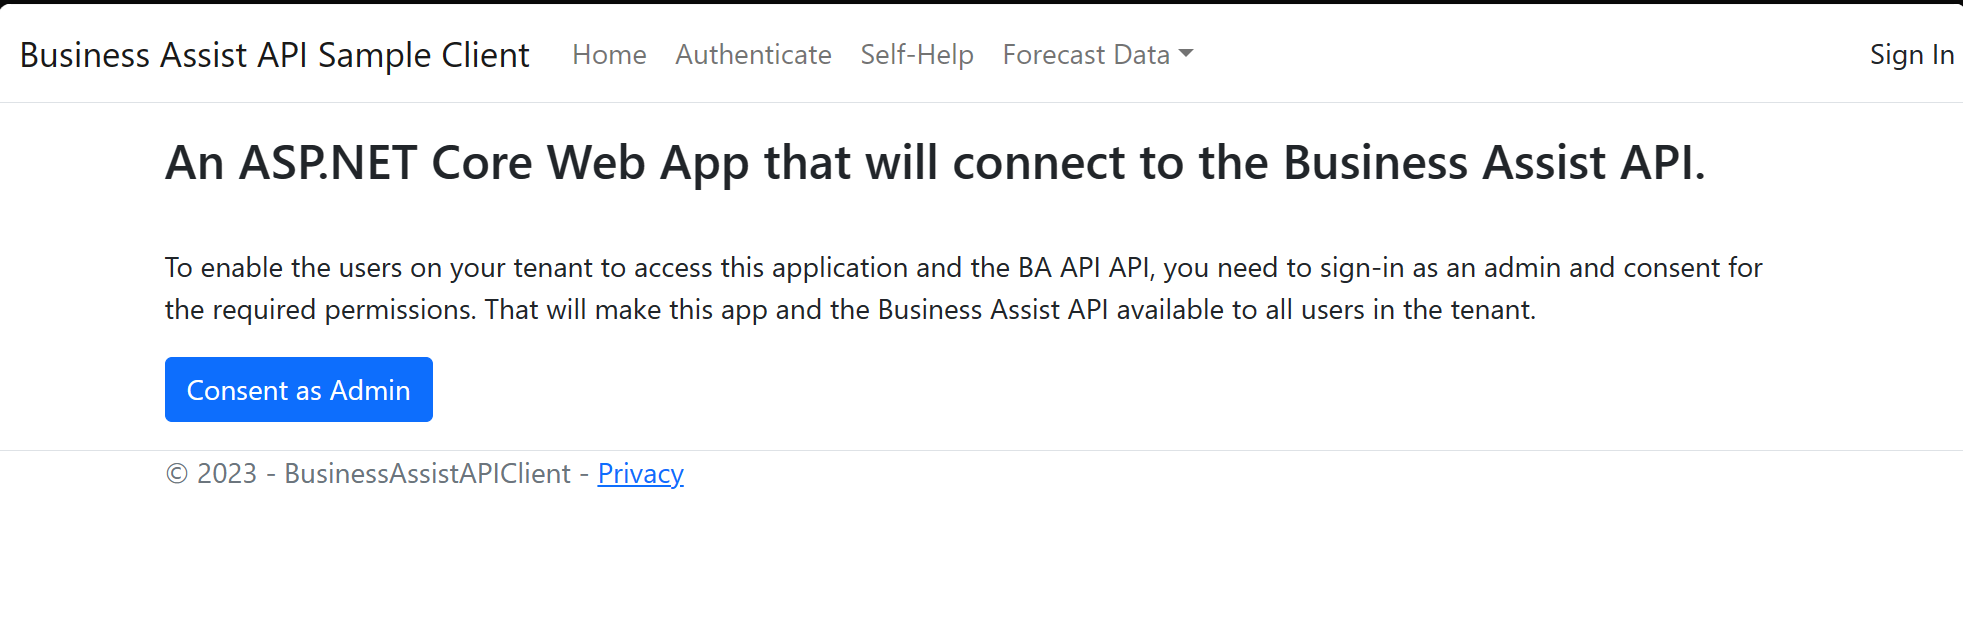 Business Assist API Sample Client Home Authenticate Self-Help Forecast Data Sign In
An ASP.NET Core Web App that will connect to the Business Assist API.
To enable the users on your tenant to access this application and the BA API API, you need to sign-in as an admin and consent for
the required permissions. That will make this app and the Business Assist API available to all users in the tenant.
Consent as Admin
© 2023 - BusinessAssistAPIClient - Privacy